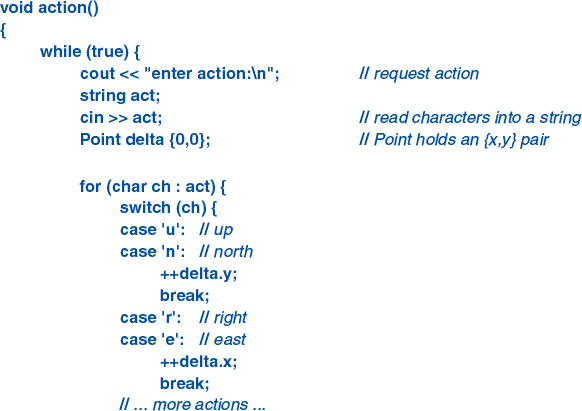 void action()
{
while (true) {
cout << "enter action:\n"; // request action
string act;
cin >> act; // read characters into a string
Point delta {0,0}; // Point holds an {x,y} pair
for (char ch : act) {
switch (ch) {
case 'u': // up
case 'n': // north
++delta.y;
break;
case 'r': // right
case 'e': // east
++delta.x;
break;
// ... more actions ...